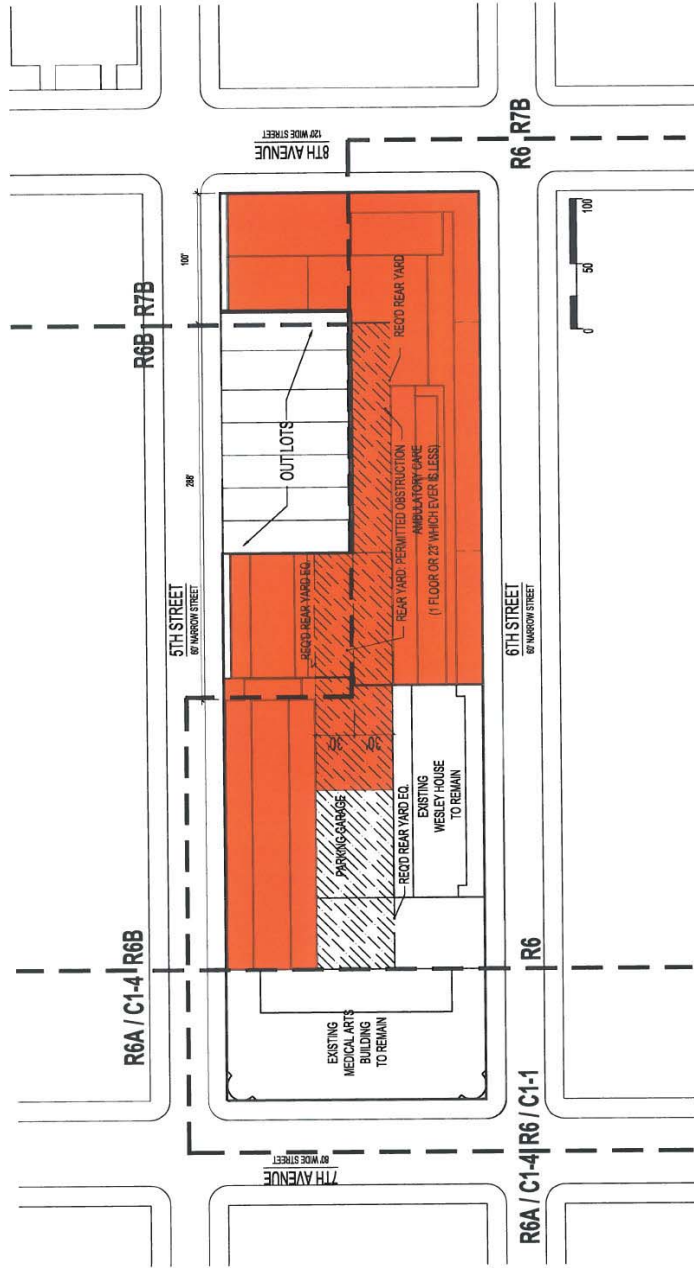 R6A / C1-4
R6B
R6B
R7B
5TH STREET
60' NARROW STREET
288'
100'
7TH AVENUE
80' WIDE STREET
8TH AVENUE
120' WIDE STREET
OUT LOTS
REQ'D REAR YARD EQ.
30'
30'
PARKING GARAGE
REQ'D REAR YARD EQ.
REQ'D REAR YARD
REAR YARD: PERMITTED OBSTRUCTION
AMBULATORY CARE
(1 FLOOR OR 23' WHICH EVER IS LESS)
EXISTING
MEDICAL ARTS
BUILDING
TO REMAIN
EXISTING
WESLEY HOUSE
TO REMAIN
6TH STREET
60' NARROW STREET
R6A / C1-4
R6 / C1-1
R6
R6
R7B
0
50
100'